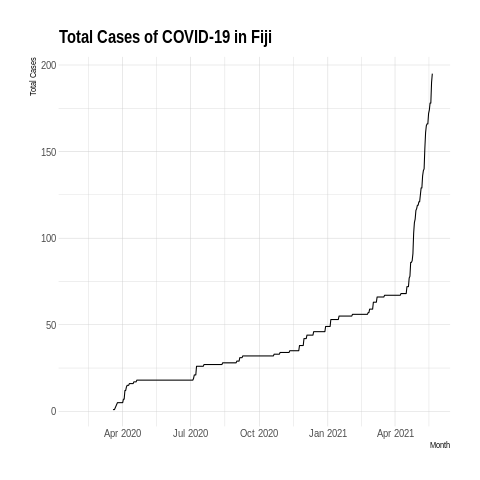 Total Cases of COVID-19 in Fiji
Total Cases
200
150
100
50
0
Apr 2020 Jul 2020 Oct 2020 Jan 2021 Apr 2021
Month